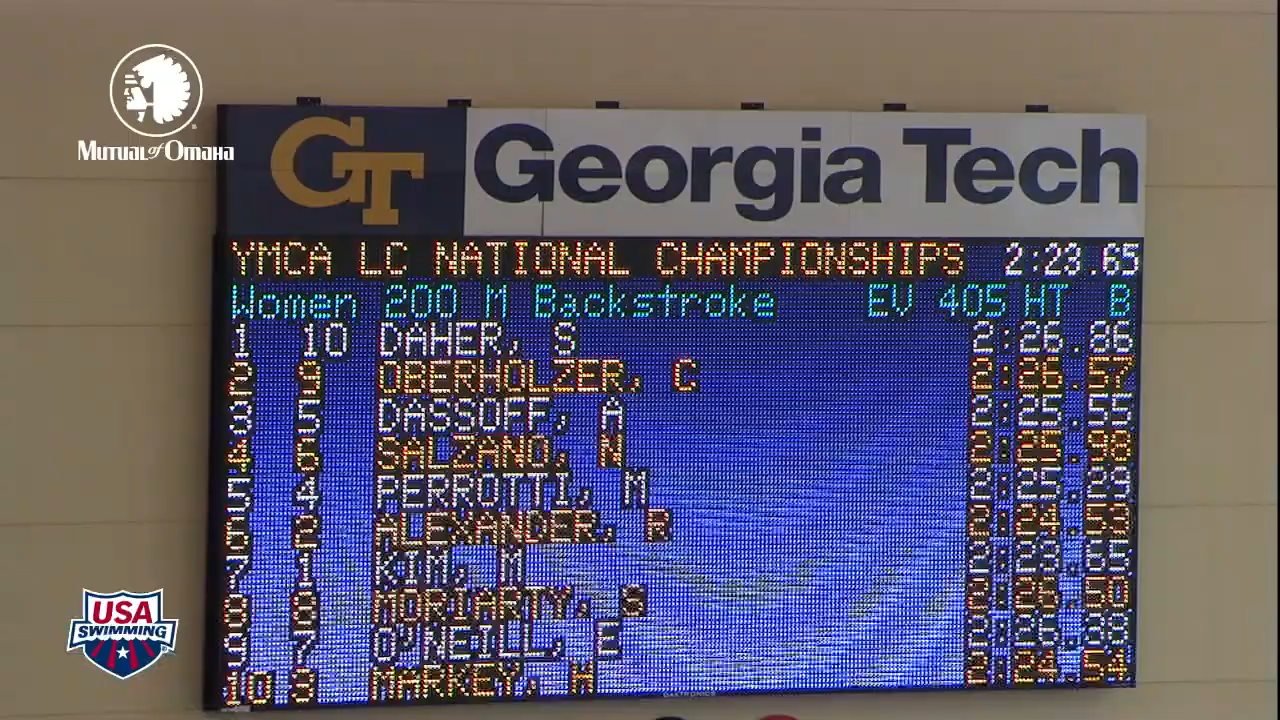 MUTUAL of OMAHA
GT Georgia Tech
YMCA LC NATIONAL CHAMPIONSHIPS 2:23.65
Women 200 M Backstroke EV 405 HT B
1 10 DAHER, S 2:26.86
2 9 OBERHOLZER, C 2:26.57
3 5 DASSOFF, A 2:25.55
4 6 SALZANO, N 2:25.98
5 4 PERROTTI, M 2:25.29
6 2 ALEXANDER, R 2:24.53
7 1 KIM, M 2:23.65
8 8 MORIARTY, S 2:26.50
9 7 O'NEILL, E 2:26.38
10 3 MARKEY, H 2:24.54
USA
SWIMMING